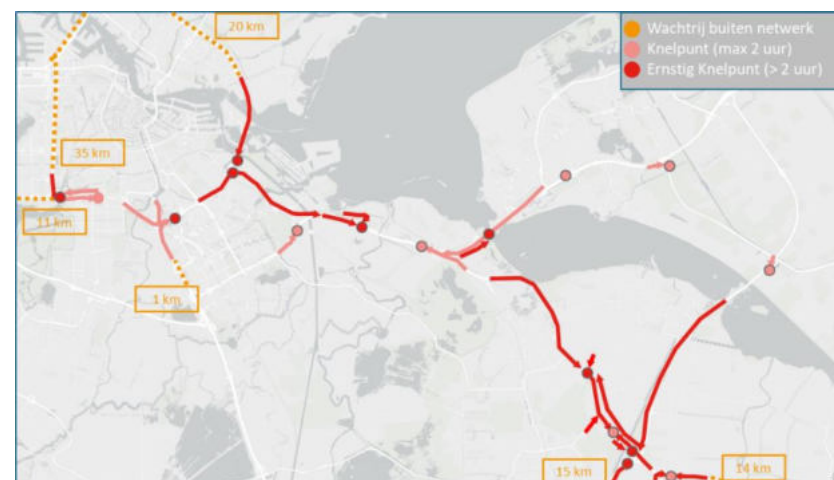 20 km
Wachtrij buiten netwerk
Knelpunt (max 2 uur)
Ernstig Knelpunt (> 2 uur)
35 km
11 km
1 km
15 km
14 km